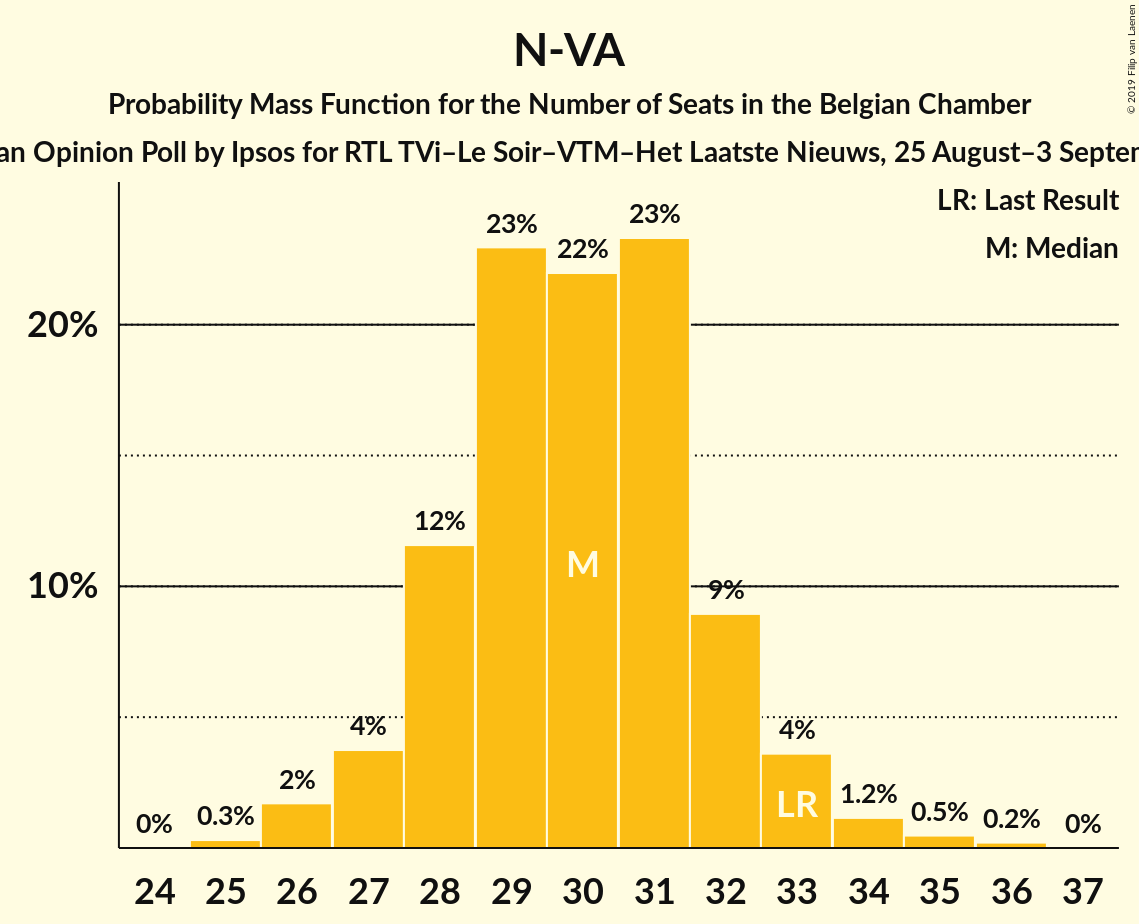 N-VA
Probability Mass Function for the Number of Seats in the Belgian Chamber
an Opinion Poll by Ipsos for RTL TVi–Le Soir–VTM–Het Laatste Nieuws, 25 August–3 Septem
© 2019 Filip van Laenen
LR: Last Result
M: Median
20%
10%
0%
0.3%
2%
4%
12%
23%
22%
23%
9%
4%
1.2%
0.5%
0.2%
0%
M
LR
24 25 26 27 28 29 30 31 32 33 34 35 36 37